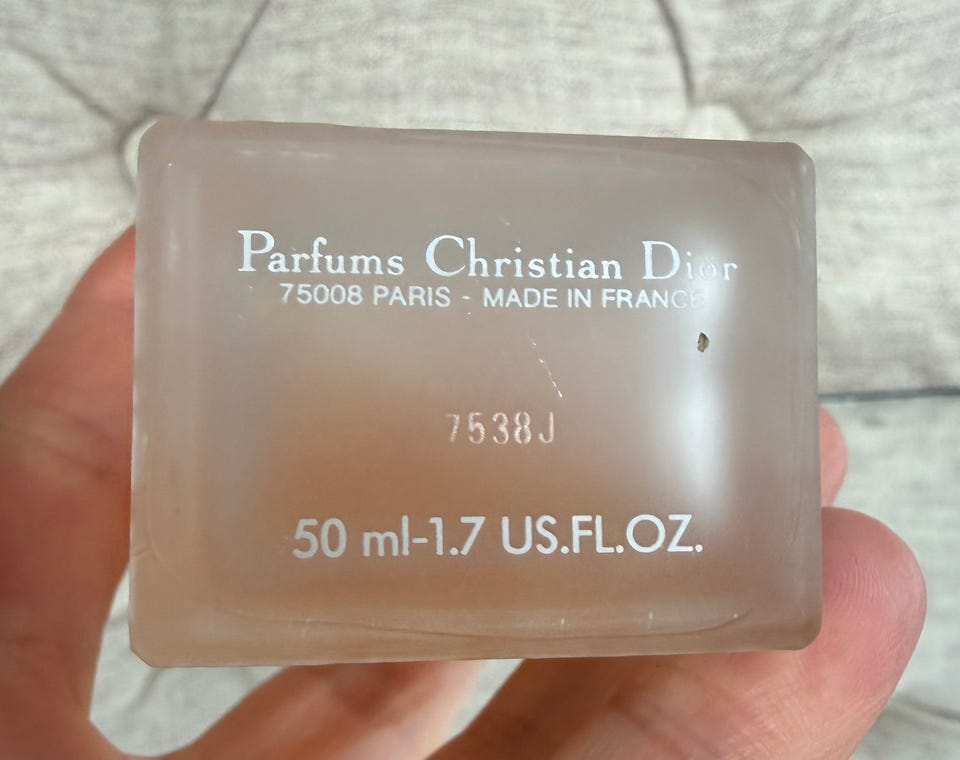 Parfums Christian Dior
75008 PARIS - MADE IN FRANCE
7538J
50 ml-1.7 US.FL.OZ.